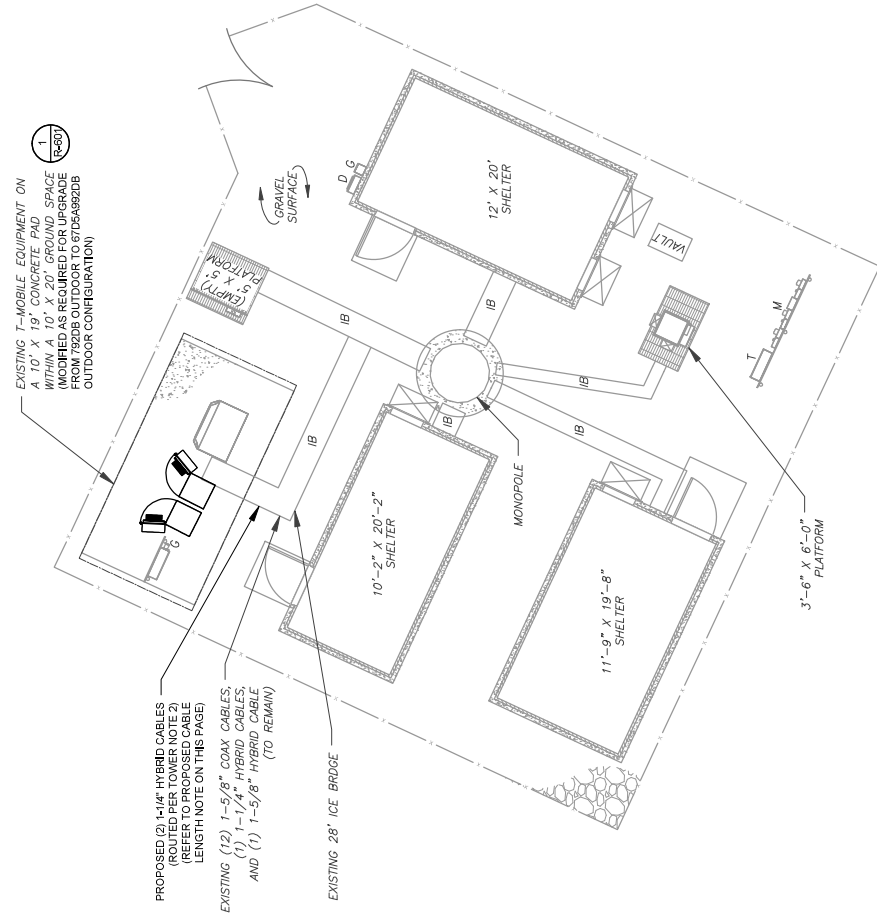 EXISTING T-MOBILE EQUIPMENT ON
A 10' X 19' CONCRETE PAD
WITHIN A 10' X 20' GROUND SPACE
(MODIFIED AS REQUIRED FOR UPGRADE
FROM 792DB OUTDOOR TO 67D5A992DB
OUTDOOR CONFIGURATION)
1
R-601
GRAVEL
SURFACE
D
G
12' X 20'
SHELTER
(EMPTY)
5' X 5'
PLATFORM
VAULT
IB
IB
IB
IB
IB
IB
G
T
M
MONOPOLE
10'-2" X 20'-2"
SHELTER
11'-9" X 19'-8"
SHELTER
3'-6" X 6'-0"
PLATFORM
PROPOSED (2) 1-1/4" HYBRID CABLES
(ROUTED PER TOWER NOTE 2)
(REFER TO PROPOSED CABLE
LENGTH NOTE ON THIS PAGE)
EXISTING (12) 1-5/8" COAX CABLES,
(1) 1-1/4" HYBRID CABLES,
AND (1) 1-5/8" HYBRID CABLE
(TO REMAIN)
EXISTING 28' ICE BRDGE